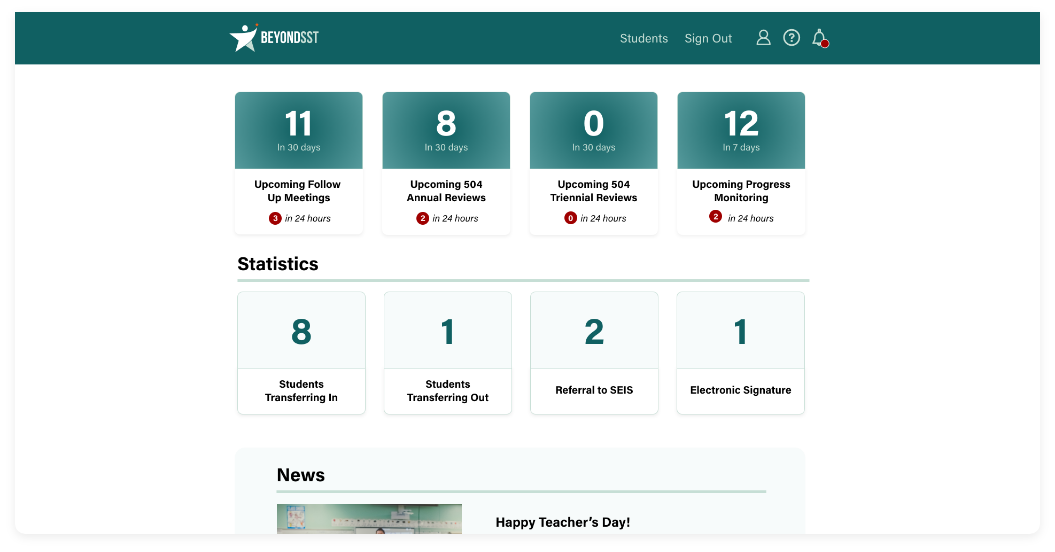 BEYONDSST
Students
Sign Out
?
11
In 30 days
Upcoming Follow
Up Meetings
3 in 24 hours
8
In 30 days
Upcoming 504
Annual Reviews
2 in 24 hours
0
In 30 days
Upcoming 504
Triennial Reviews
0 in 24 hours
12
In 7 days
Upcoming Progress
Monitoring
2 in 24 hours
Statistics
8
Students
Transferring In
1
Students
Transferring Out
2
Referral to SEIS
1
Electronic Signature
News
Happy Teacher's Day!